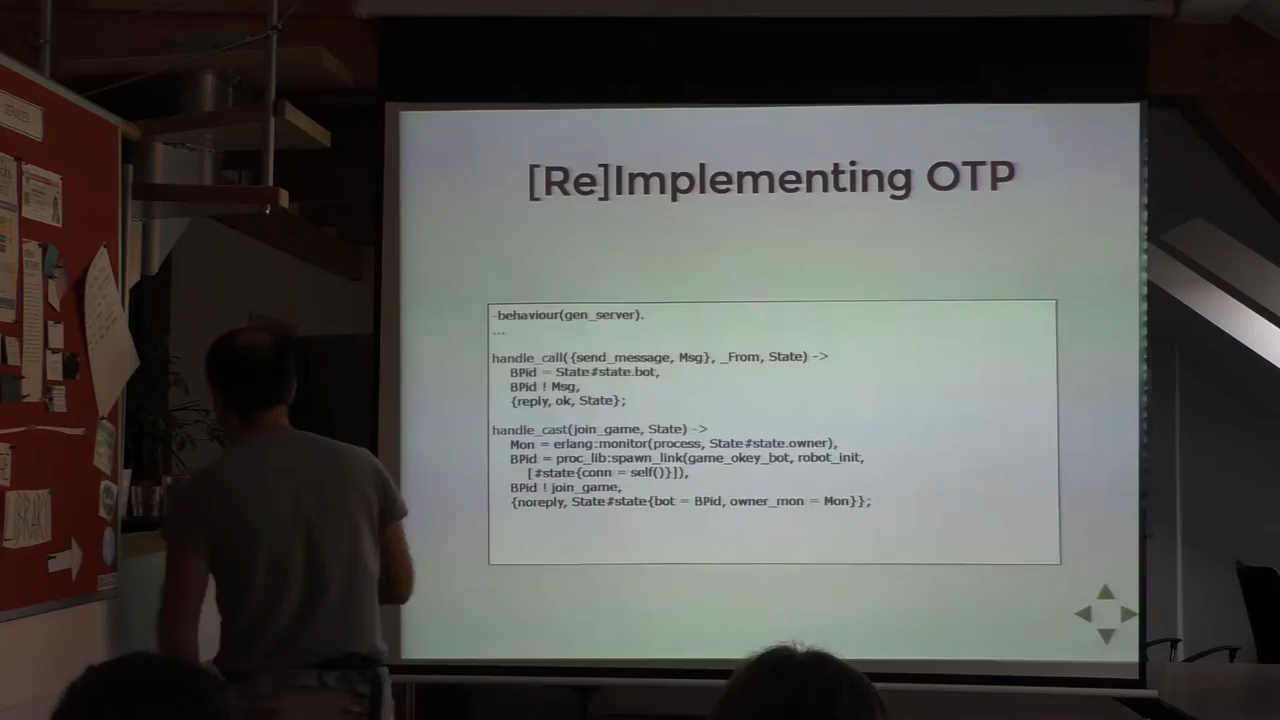 SERVICES
LIBRARY
[Re]Implementing OTP
-behaviour(gen_server).
...
handle_call({send_message, Msg}, _From, State) ->
BPid = State#state.bot,
BPid ! Msg,
{reply, ok, State};
handle_cast(join_game, State) ->
Mon = erlang:monitor(process, State#state.owner),
BPid = proc_lib:spawn_link(game_okey_bot, robot_init,
[#state{conn = self()}]),
BPid ! join_game,
{noreply, State#state{bot = BPid, owner_mon = Mon}};